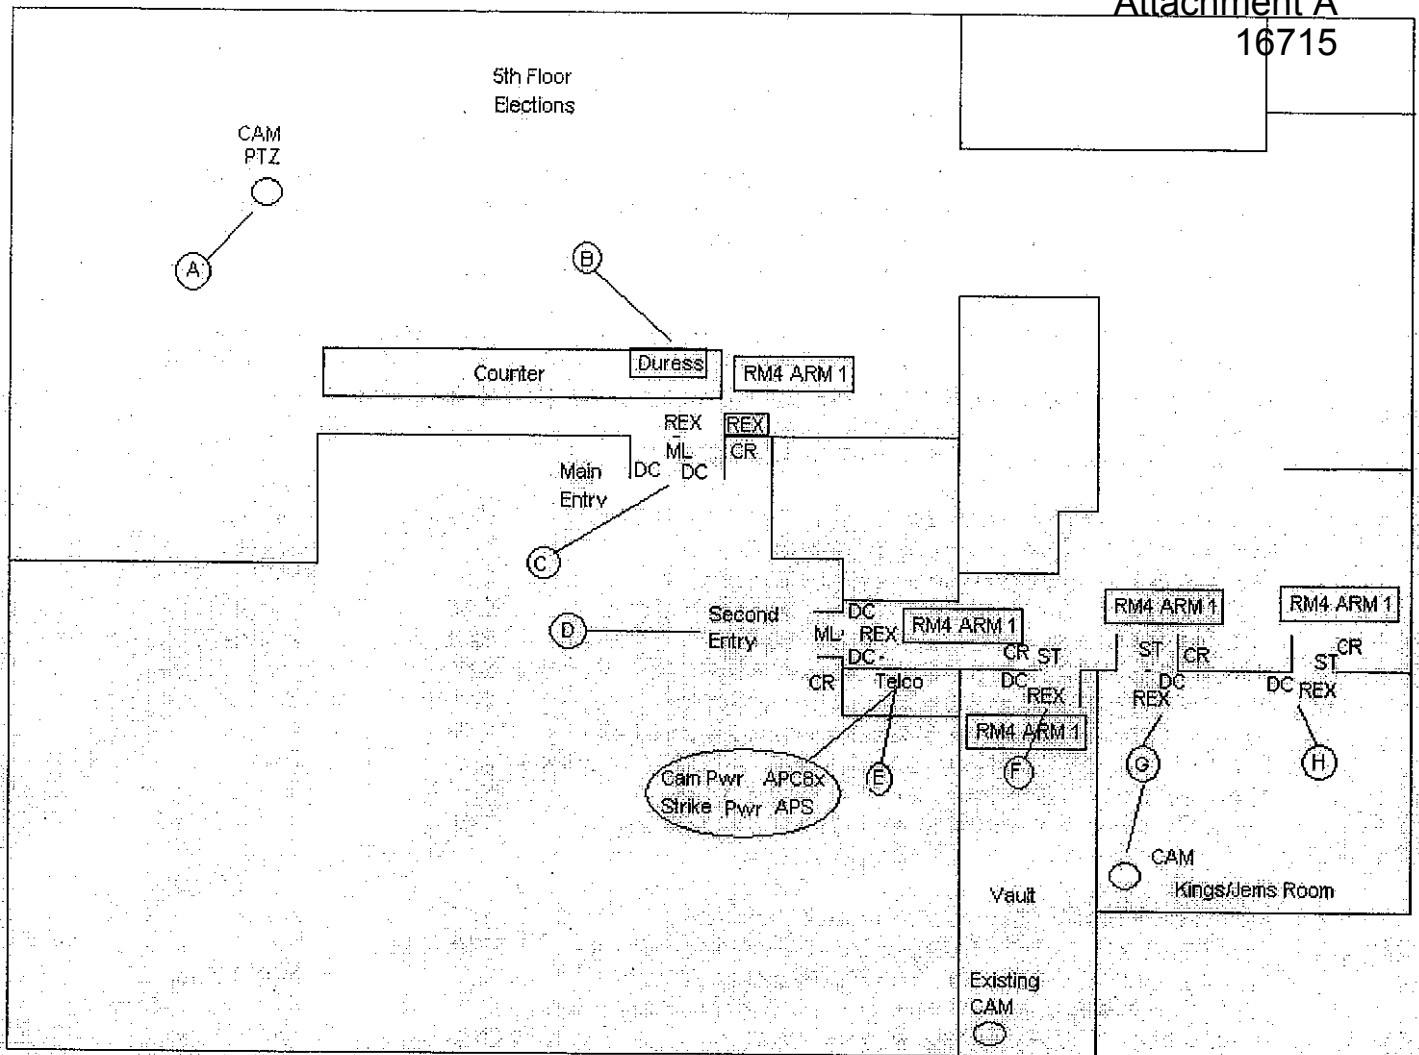 Attachment A
16715
5th Floor
Elections
CAM
PTZ
A
B
Counter
Duress
RM4 ARM 1
REX
REX
ML
CR
DC
DC
Main
Entry
C
D
Second
Entry
DC
ML
REX
RM4 ARM 1
DC
CR
Telco
CR
ST
DC
REX
RM4 ARM 1
RM4 ARM 1
ST
CR
DC
REX
RM4 ARM 1
CR
ST
DC
REX
Cam Pwr APC8x
Strike Pwr APS
E
F
G
H
CAM
Kings/Jems Room
Vault
Existing
CAM